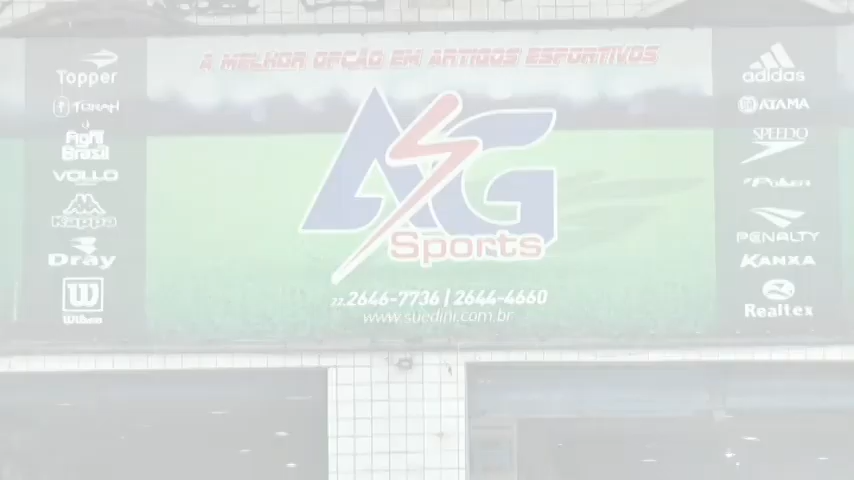 A MELHOR OPÇÃO EM ARTIGOS ESPORTIVOS
Topper
TORAH
Fight
Brasil
VOLLO
Kappa
Dray
W
Wilson
ASG
Sports
22.2646-7736 | 2644-4660
www.suedini.com.br
adidas
ATAMA
SPEEDO
Poker
PENALTY
KANXA
Realtex